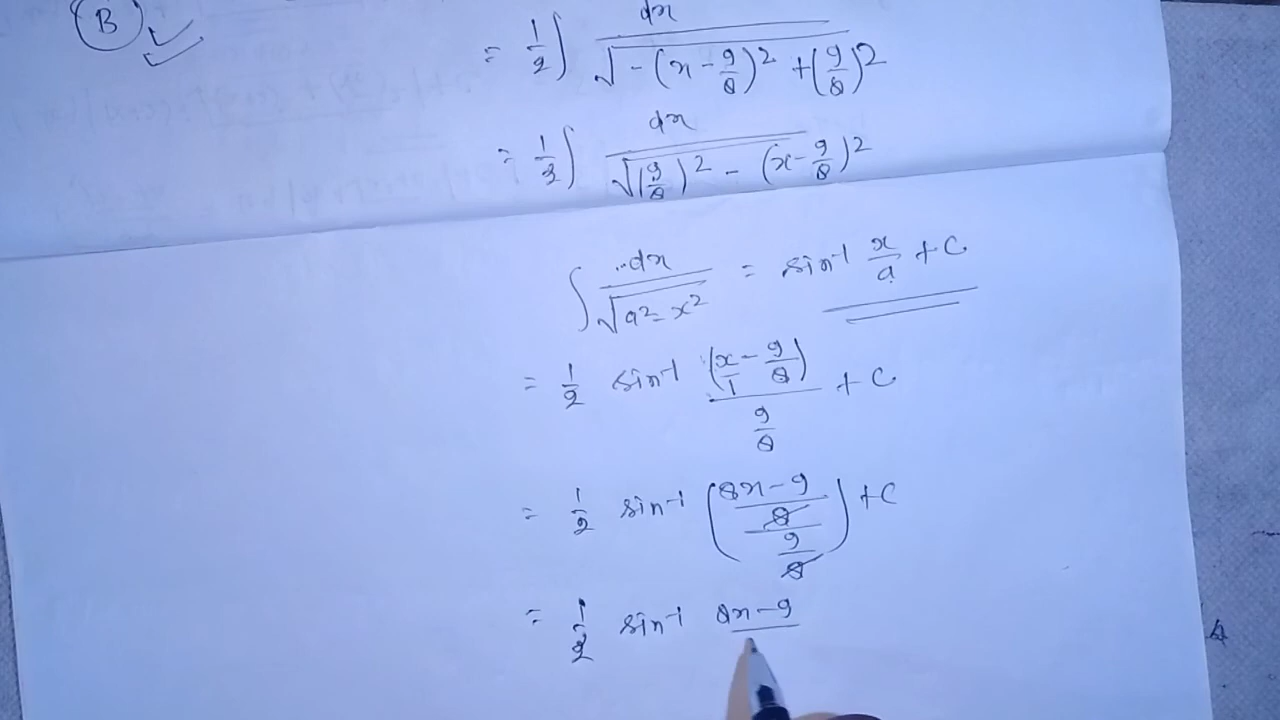 B
= 1/2 ∫ dx / √-(x - 9/8)² + (9/8)²
= 1/2 ∫ dx / √(9/8)² - (x - 9/8)²
∫ dx / √a² - x² = sin⁻¹ x/a + C
= 1/2 sin⁻¹ (x/1 - 9/8) / 9/8 + C
= 1/2 sin⁻¹ (8x-9/8 / 9/8) + C
= 1/2 sin⁻¹ 8x-9